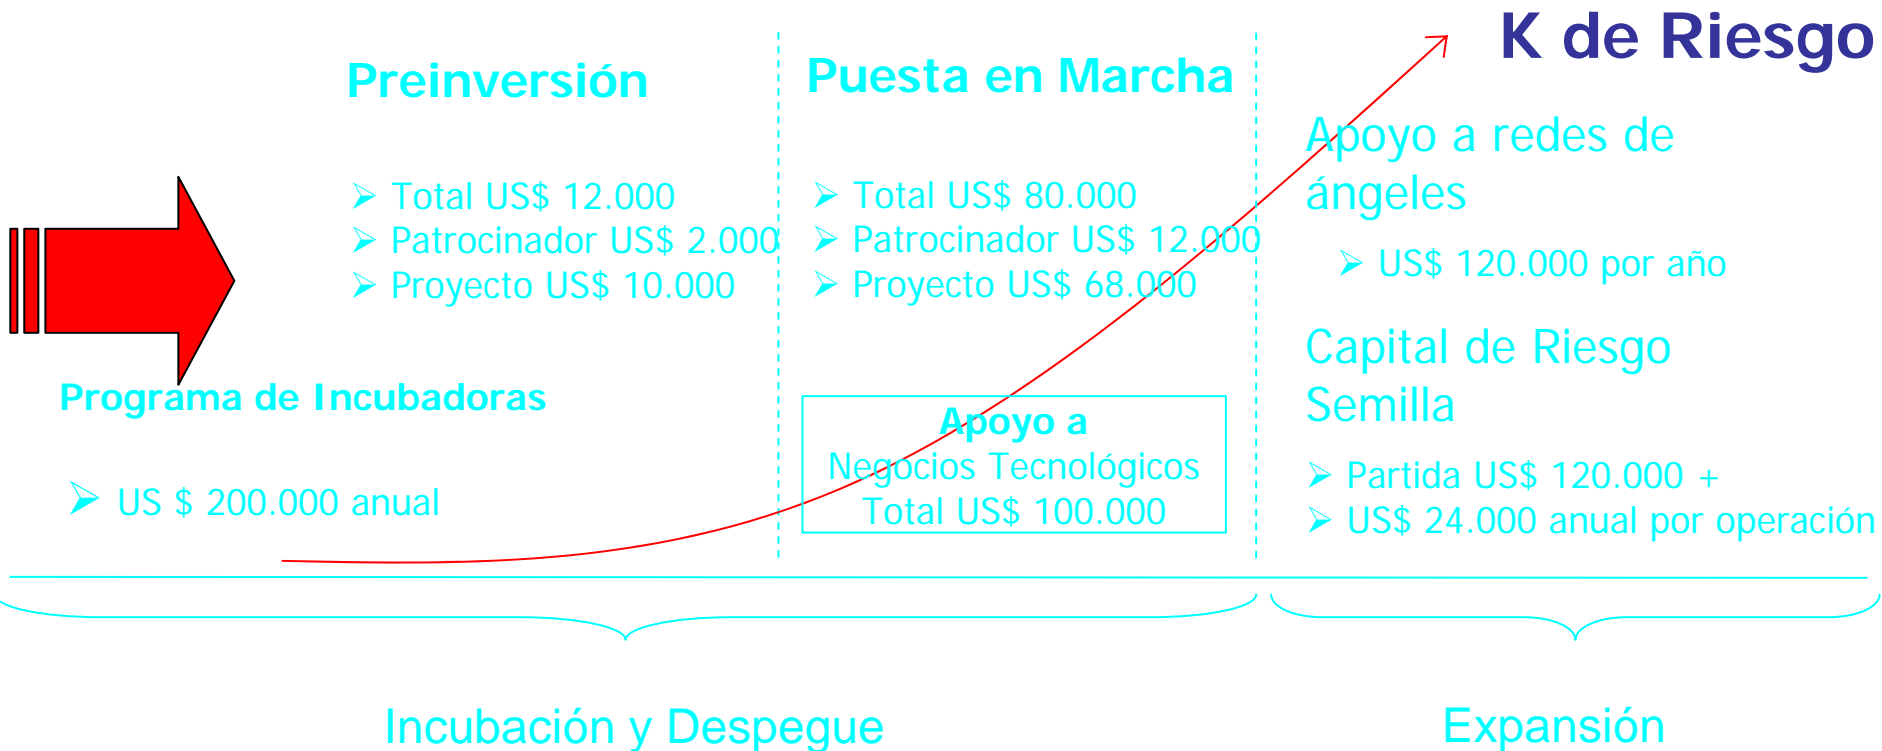 K de Riesgo
Preinversión
Total US$ 12.000
Patrocinador US$ 2.000
Proyecto US$ 10.000
Programa de Incubadoras
US $ 200.000 anual
Puesta en Marcha
Total US$ 80.000
Patrocinador US$ 12.000
Proyecto US$ 68.000
Apoyo a
Negocios Tecnológicos
Total US$ 100.000
Apoyo a redes de
ángeles
US$ 120.000 por año
Capital de Riesgo
Semilla
Partida US$ 120.000 +
US$ 24.000 anual por operación
Incubación y Despegue
Expansión